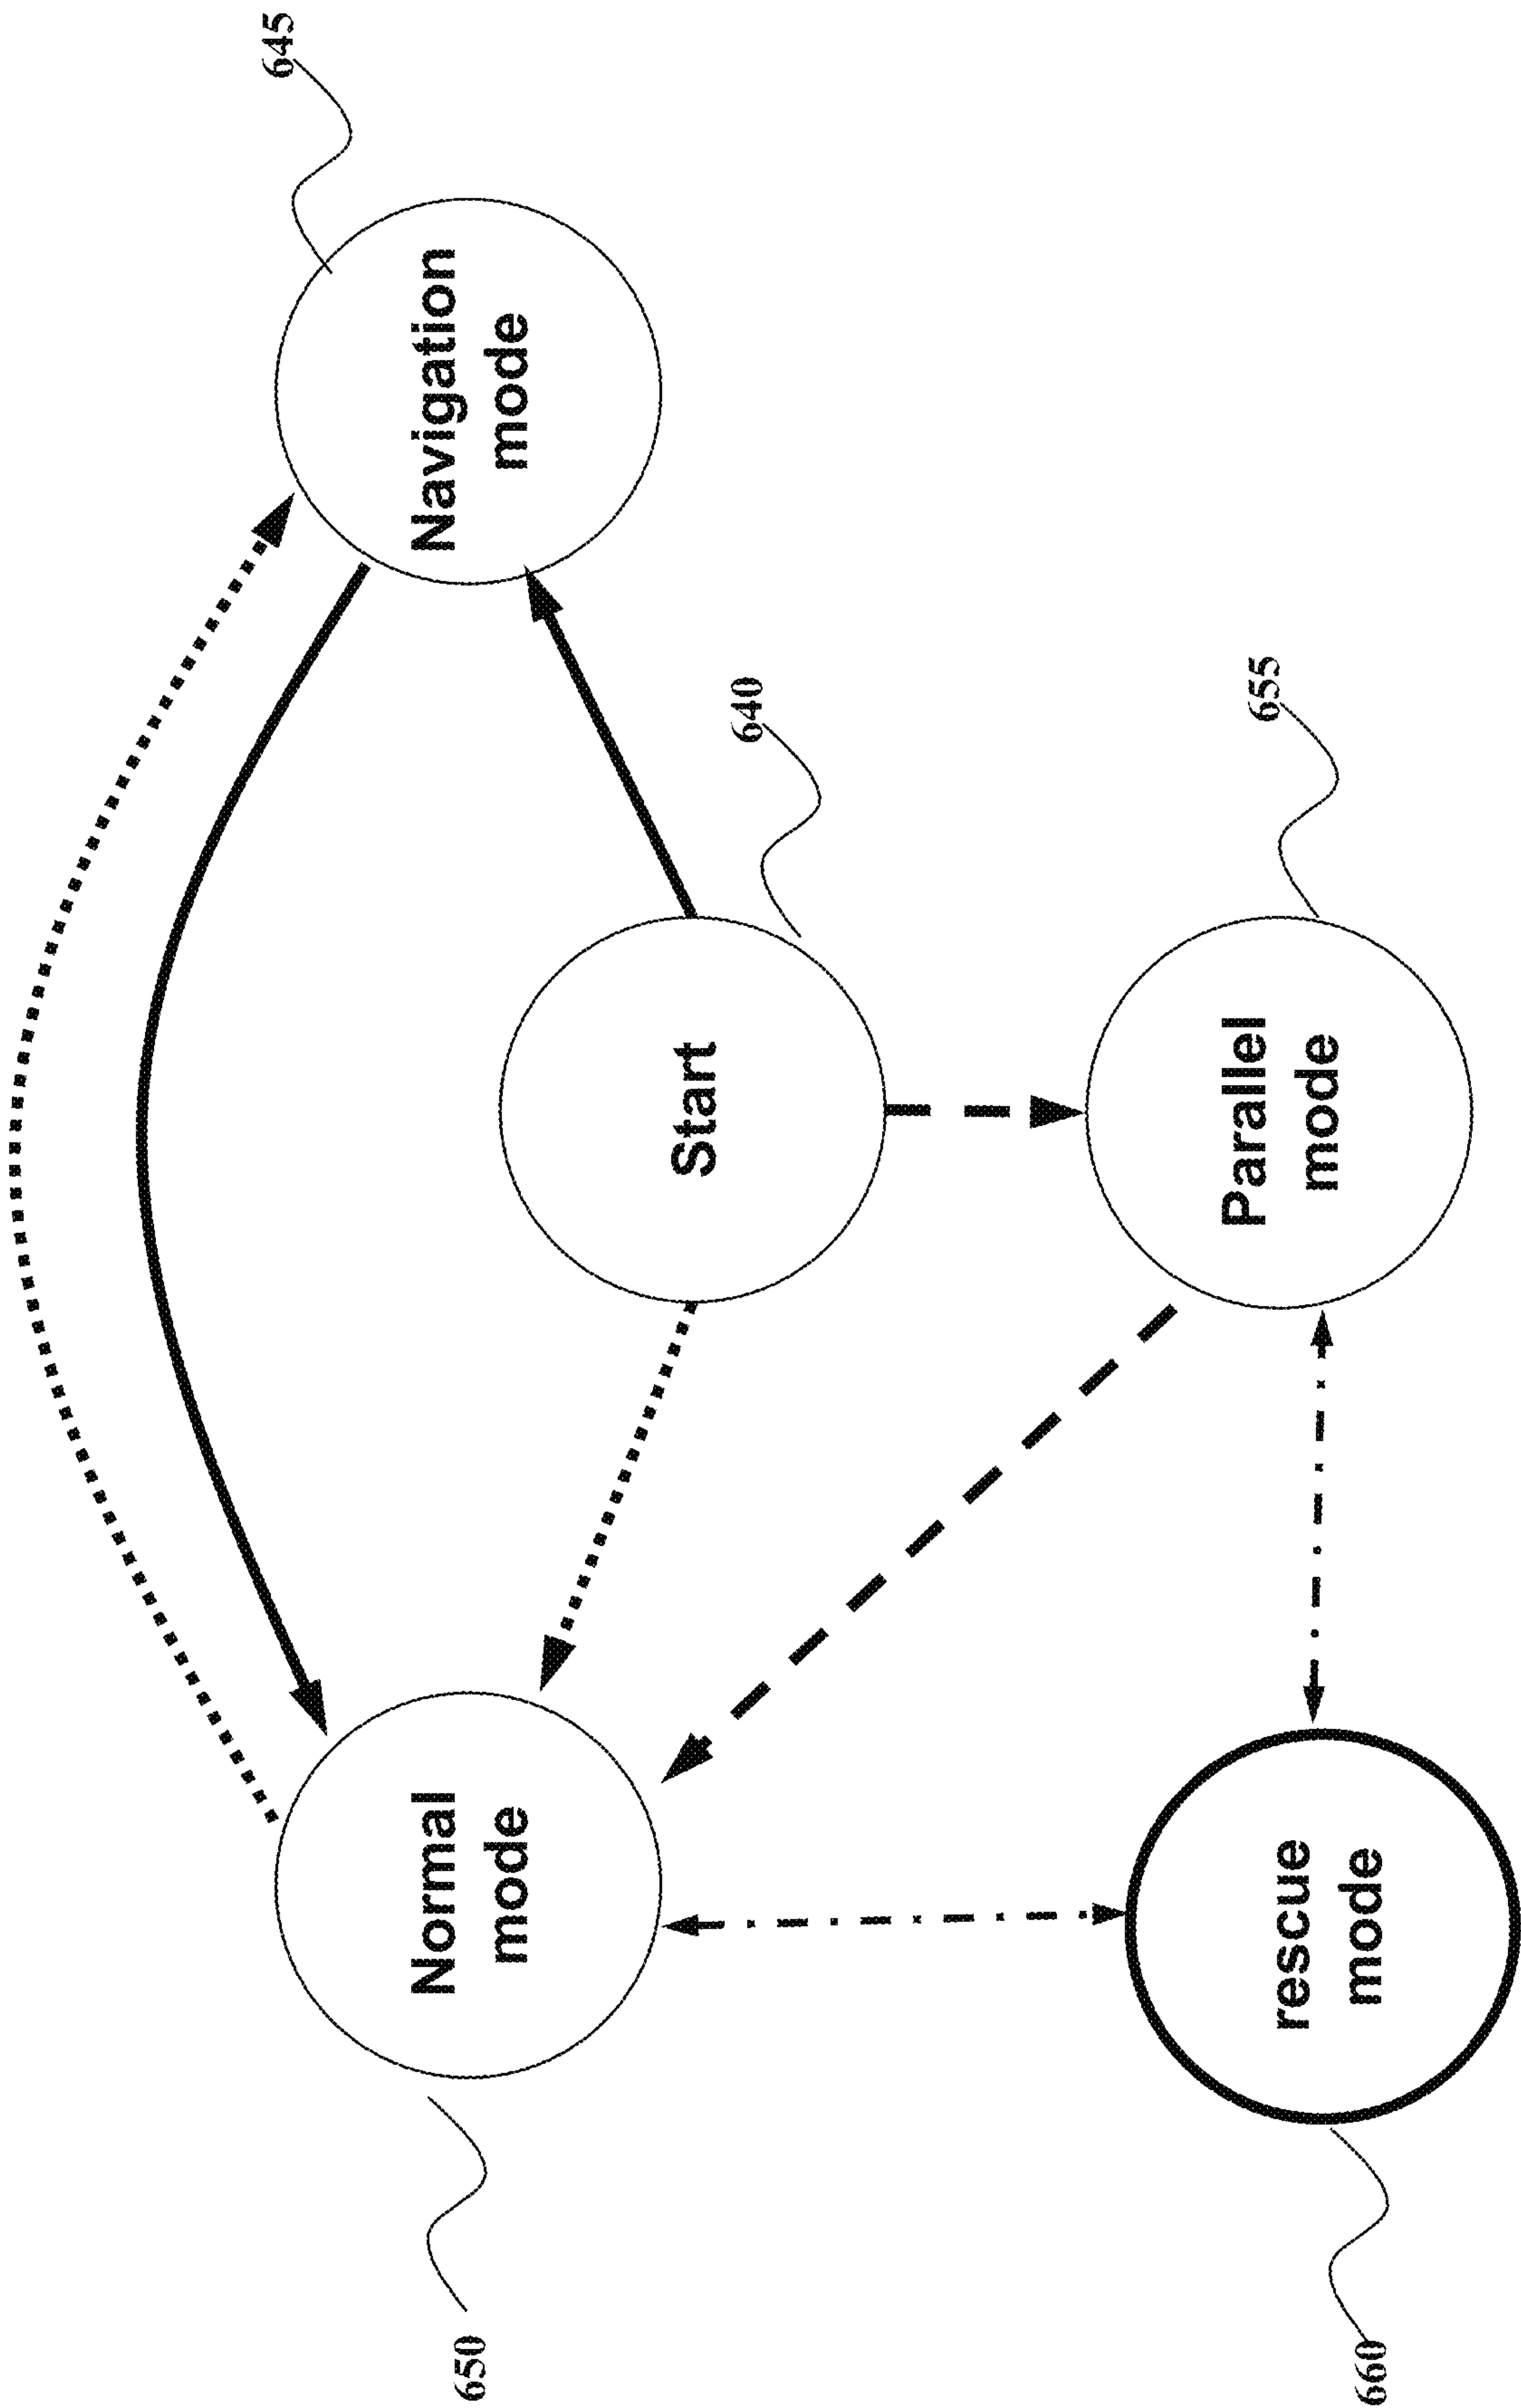 650
Normal
mode
Navigation
mode
645
Start
640
660
rescue
mode
Parallel
mode
655